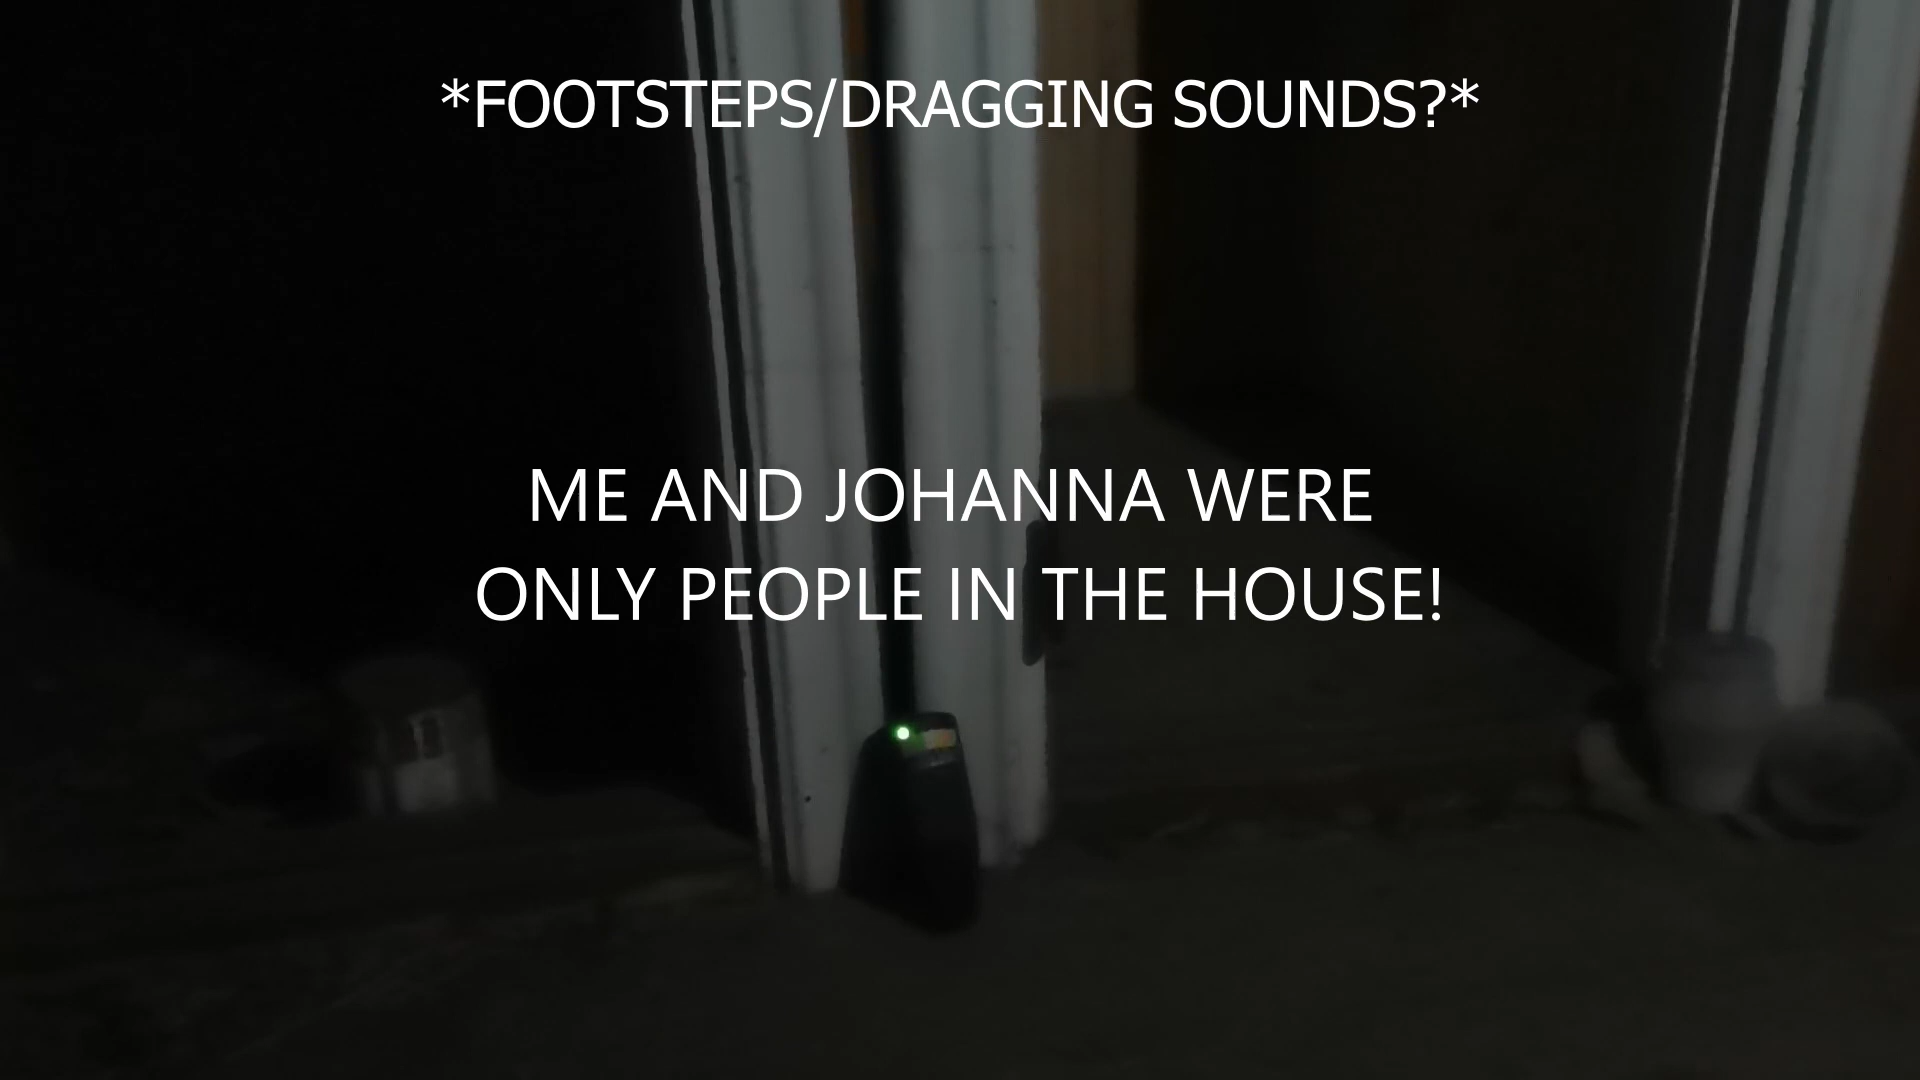 *FOOTSTEPS/DRAGGING SOUNDS?*
ME AND JOHANNA WERE
ONLY PEOPLE IN THE HOUSE!